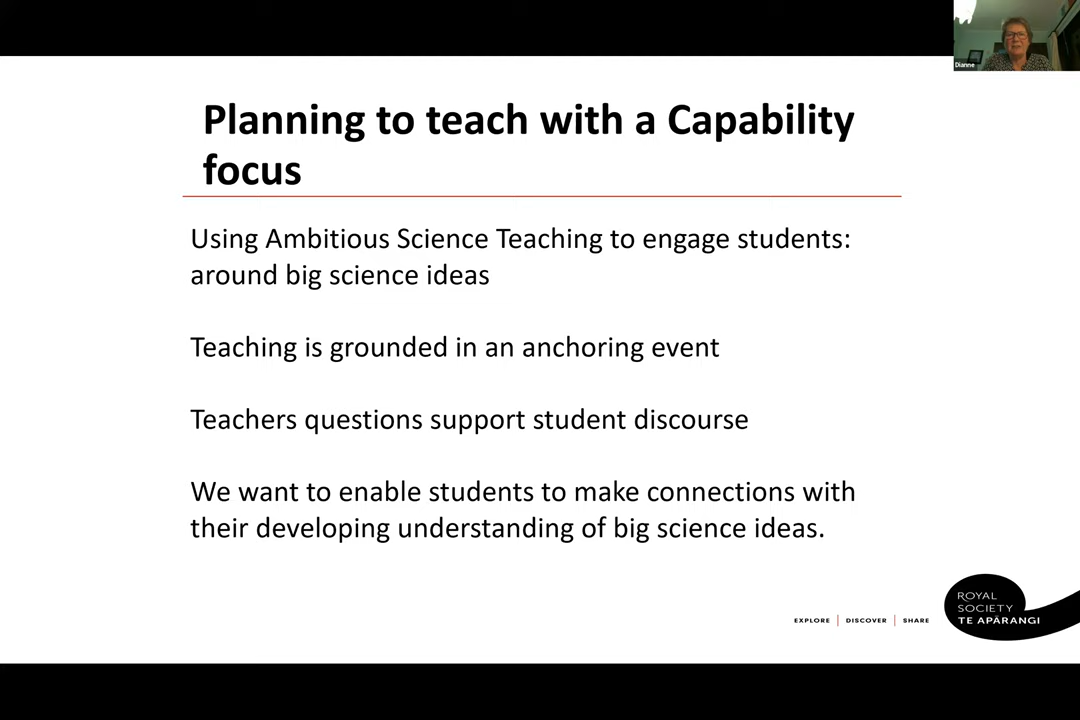 Dianne
Planning to teach with a Capability
focus
Using Ambitious Science Teaching to engage students:
around big science ideas
Teaching is grounded in an anchoring event
Teachers questions support student discourse
We want to enable students to make connections with
their developing understanding of big science ideas.
EXPLORE | DISCOVER | SHARE
ROYAL
SOCIETY
TE APĀRANGI